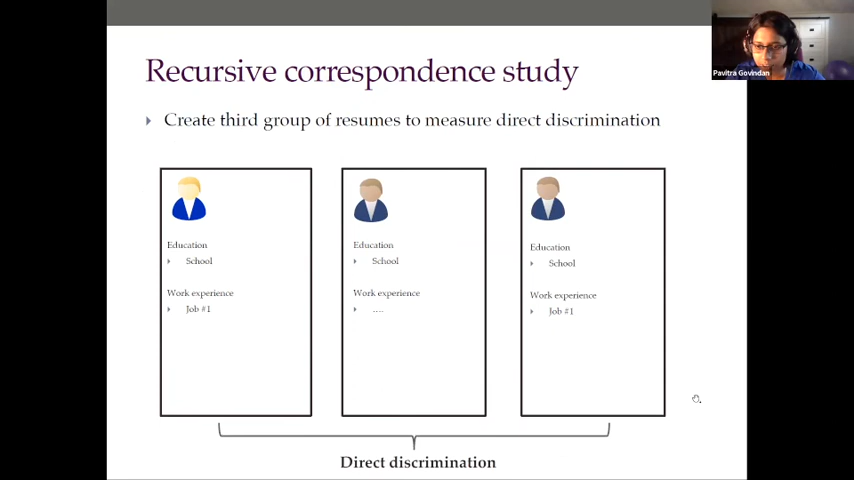 Recursive correspondence study
Create third group of resumes to measure direct discrimination
Pavitra Govindan
Education
School
Work experience
Job #1
Education
School
Work experience
....
Education
School
Work experience
Job #1
Direct discrimination